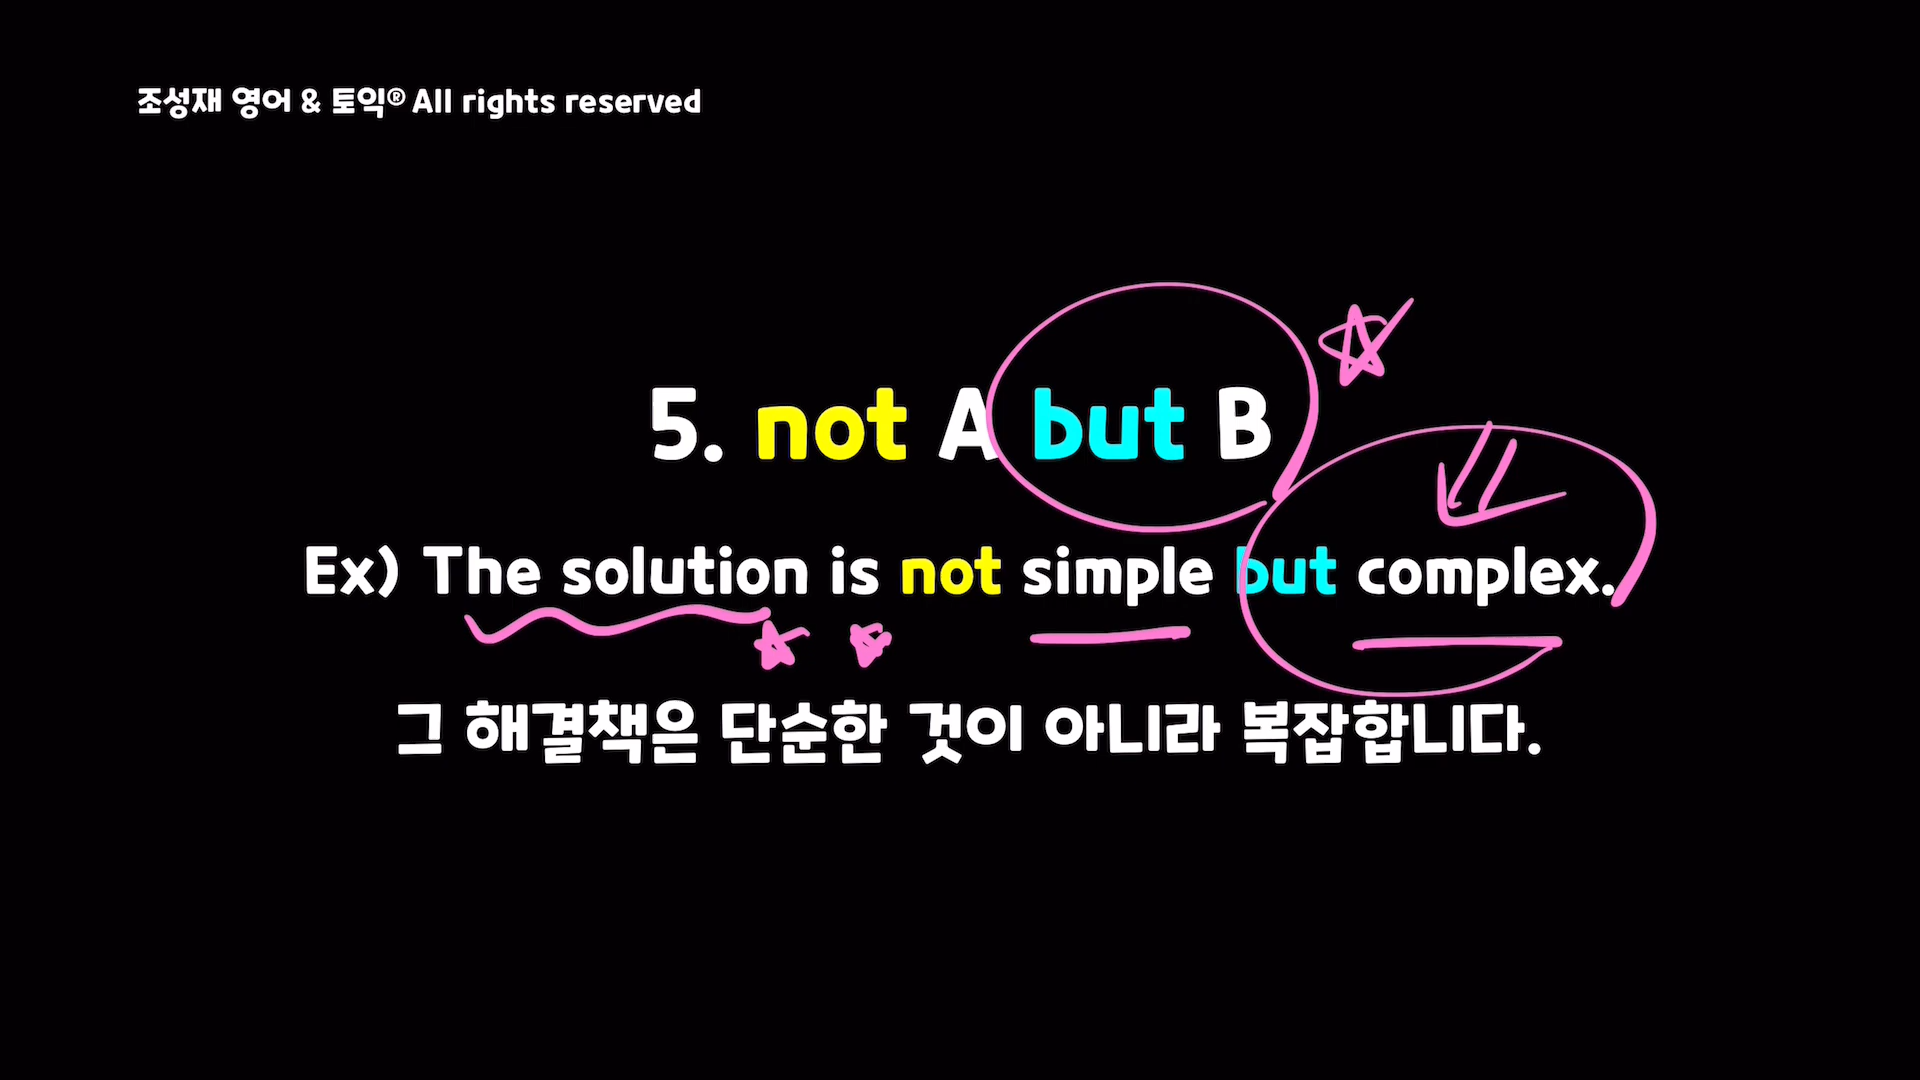 조성재 영어 & 토익® All rights reserved
5. not A but B
Ex) The solution is not simple but complex.
그 해결책은 단순한 것이 아니라 복잡합니다.